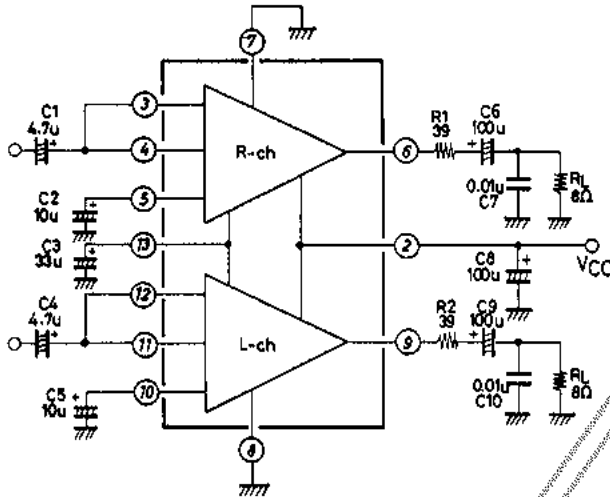 7
C1
4.7u
+
3
4
R-ch
6
R1
39
C6
+ 100u
0.01u
C7
RL
8Ω
C2
10u
+
5
C3
33u
+
13
2
VCC
C8
100u
+
C4
4.7u
+
12
11
L-ch
9
R2
39
C9
100u
+
0.01u
C10
RL
8Ω
C5
10u
+
10
8